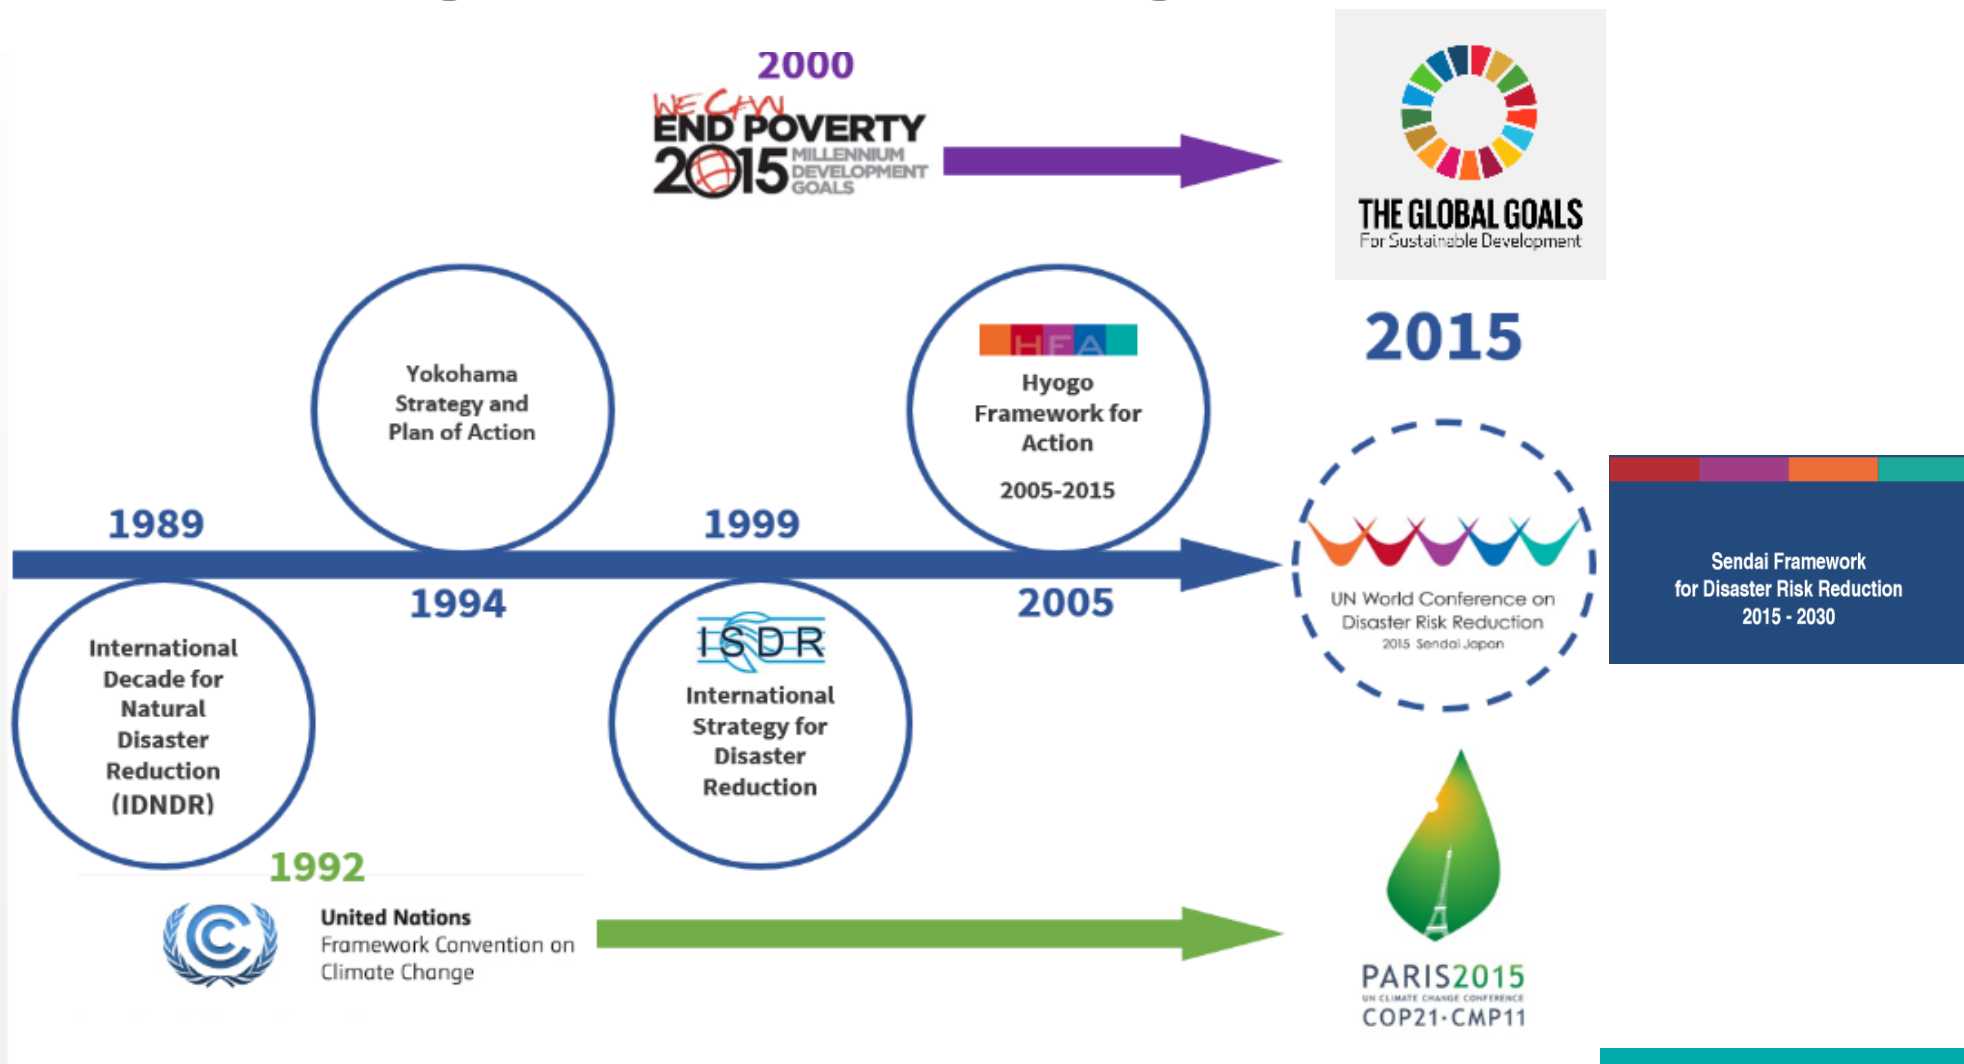 2000
WE CAN
END POVERTY
2015 MILLENNIUM
DEVELOPMENT
GOALS
THE GLOBAL GOALS
For Sustainable Development
2015
Yokohama
Strategy and
Plan of Action
HFA
Hyogo
Framework for
Action
2005-2015
1989
1999
1994
2005
International
Decade for
Natural
Disaster
Reduction
(IDNDR)
ISDR
International
Strategy for
Disaster
Reduction
UN World Conference on
Disaster Risk Reduction
2015 Sendai Japan
Sendai Framework
for Disaster Risk Reduction
2015 - 2030
1992
United Nations
Framework Convention on
Climate Change
PARIS2015
UN CLIMATE CHANGE CONFERENCE
COP21·CMP11